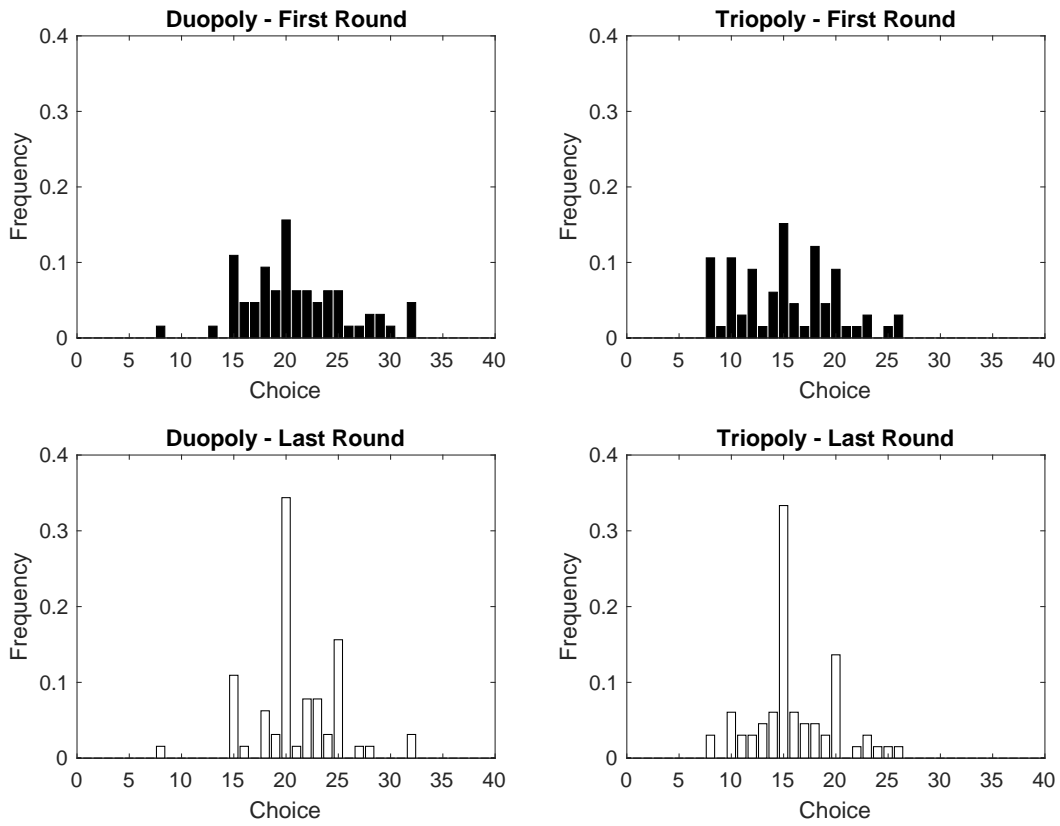 Duopoly - First Round
0.4
0.3
0.2
0.1
0
Frequency
0 5 10 15 20 25 30 35 40
Choice
Triopoly - First Round
0.4
0.3
0.2
0.1
0
Frequency
0 5 10 15 20 25 30 35 40
Choice
Duopoly - Last Round
0.4
0.3
0.2
0.1
0
Frequency
0 5 10 15 20 25 30 35 40
Choice
Triopoly - Last Round
0.4
0.3
0.2
0.1
0
Frequency
0 5 10 15 20 25 30 35 40
Choice